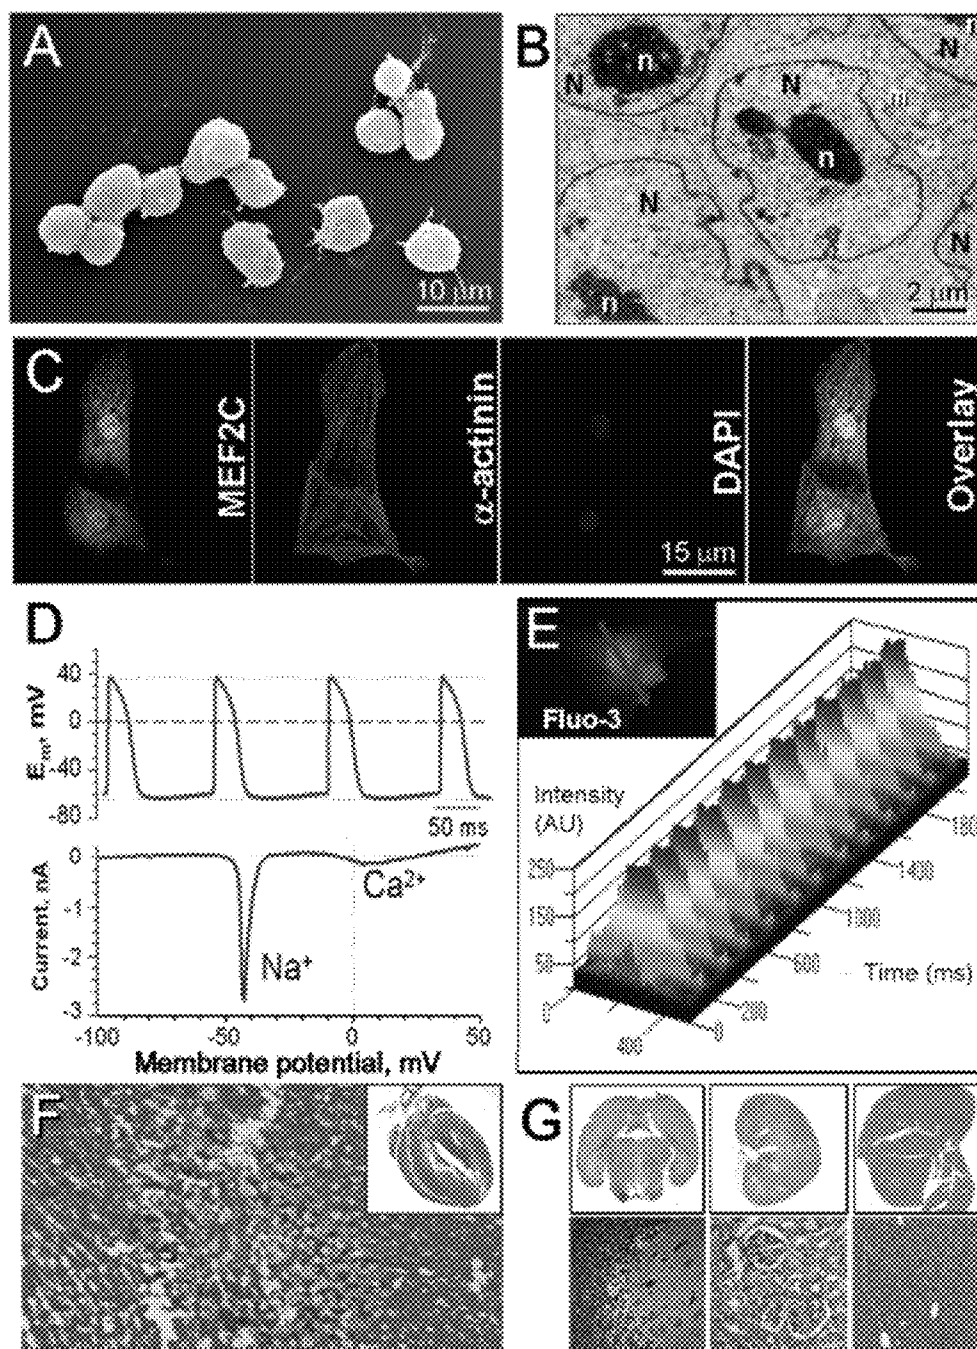 A
10 μm
B
N
n
N
m
N
n
N
N
n
2 μm
C
MEF2C
α-actinin
DAPI
15 μm
Overlay
D
40
0
-40
-80
E
mV
50 ms
0
-1
-2
-3
Current, nA
Ca²⁺
Na⁺
-100
-50
0
50
Membrane potential, mV
E
Fluo-3
Intensity
(AU)
250
150
50
0
400
0
200
600
1400
Time (ms)
F
G